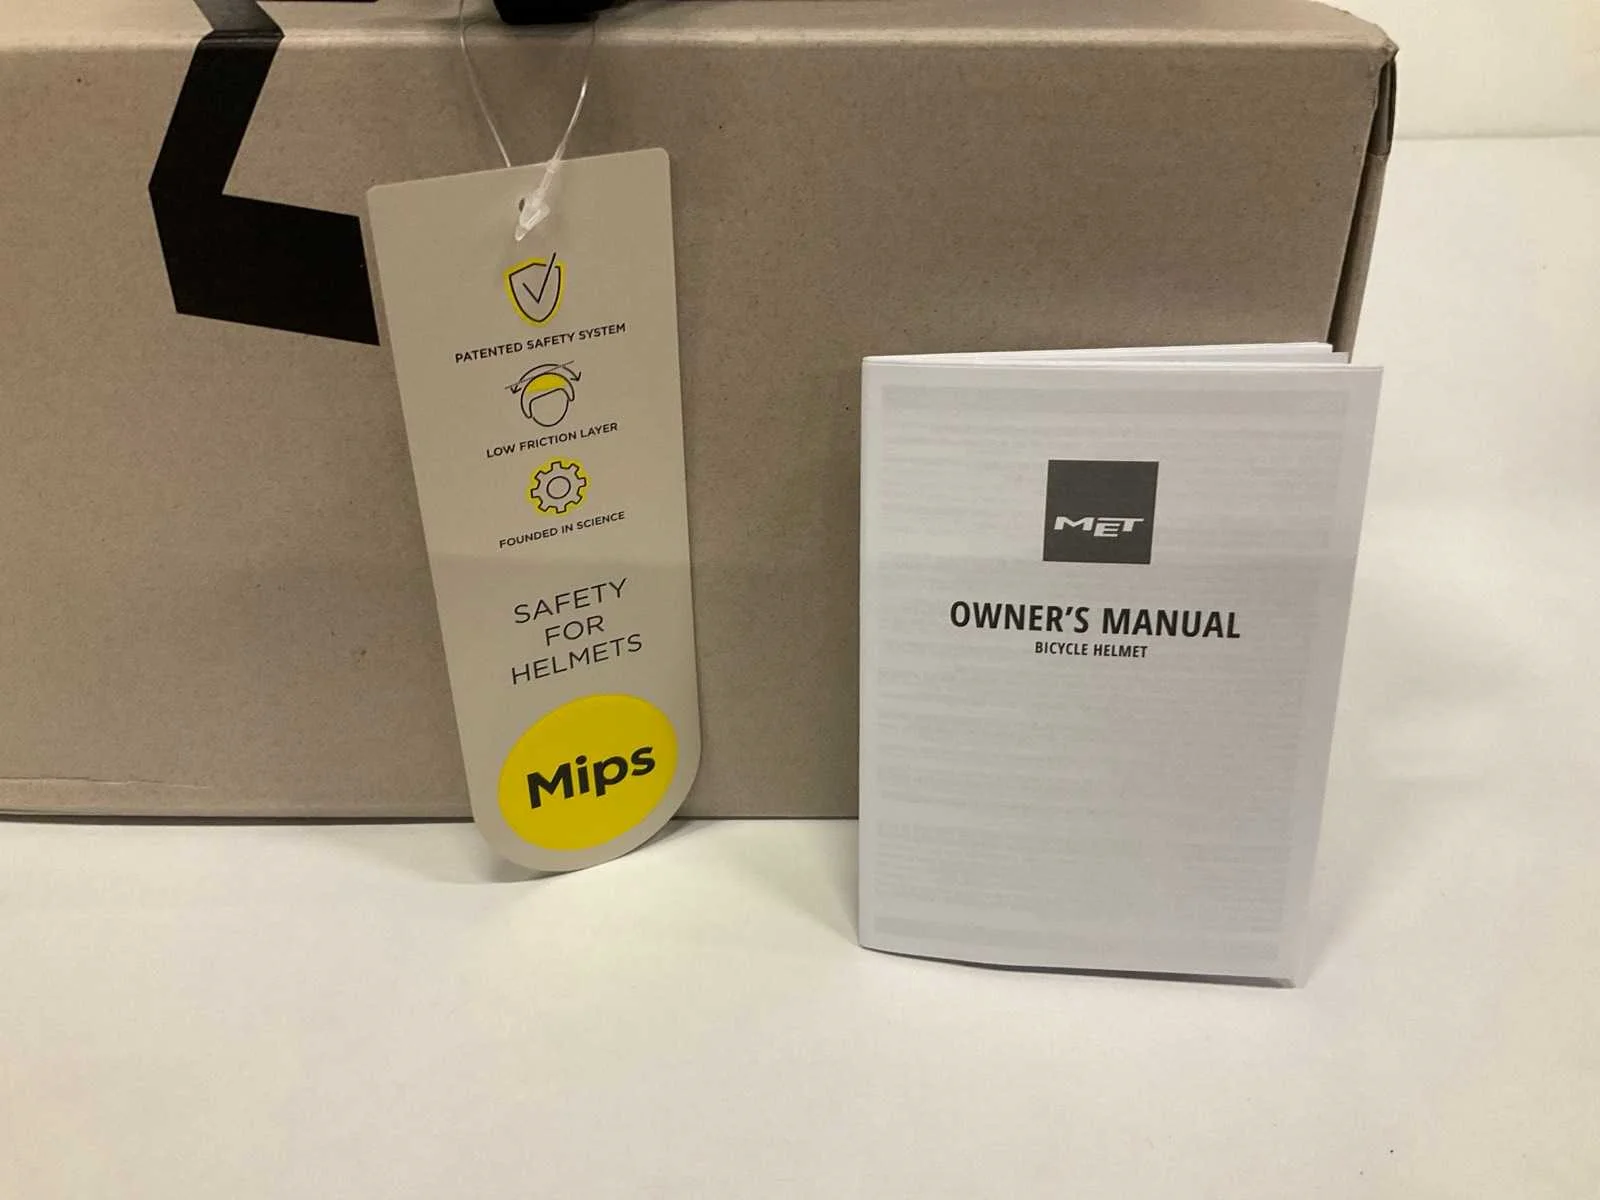 PATENTED SAFETY SYSTEM
LOW FRICTION LAYER
FOUNDED IN SCIENCE
SAFETY
FOR
HELMETS
Mips
MET
OWNER'S MANUAL
BICYCLE HELMET